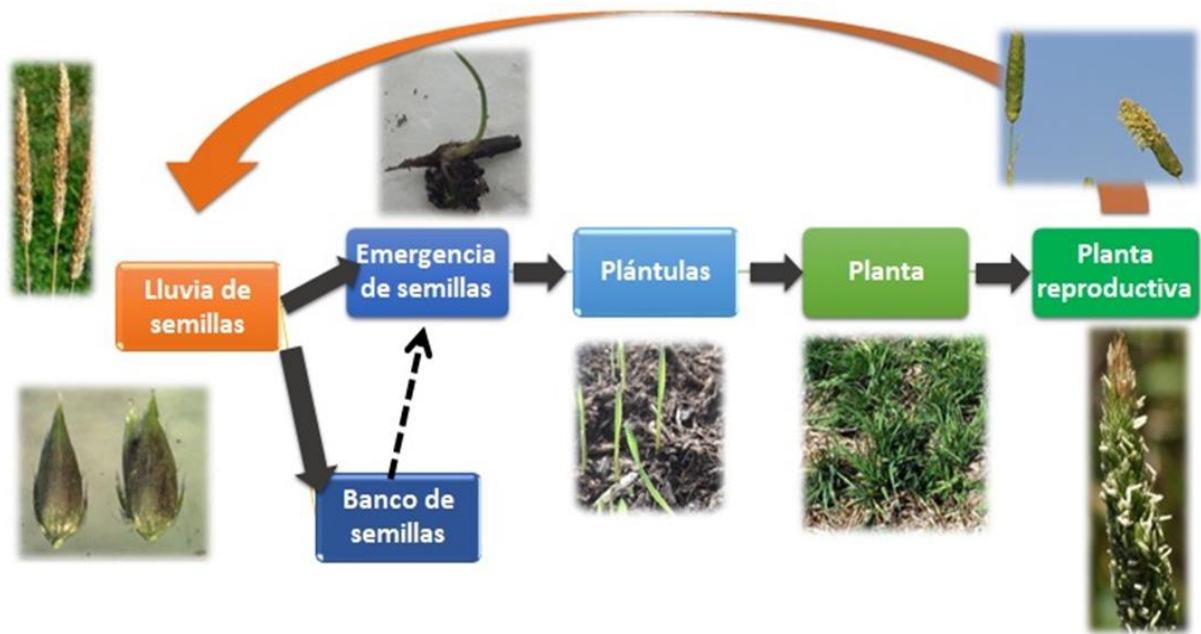 Lluvia de
semillas
Emergencia
de semillas
Plántulas
Planta
Planta
reproductiva
Banco de
semillas